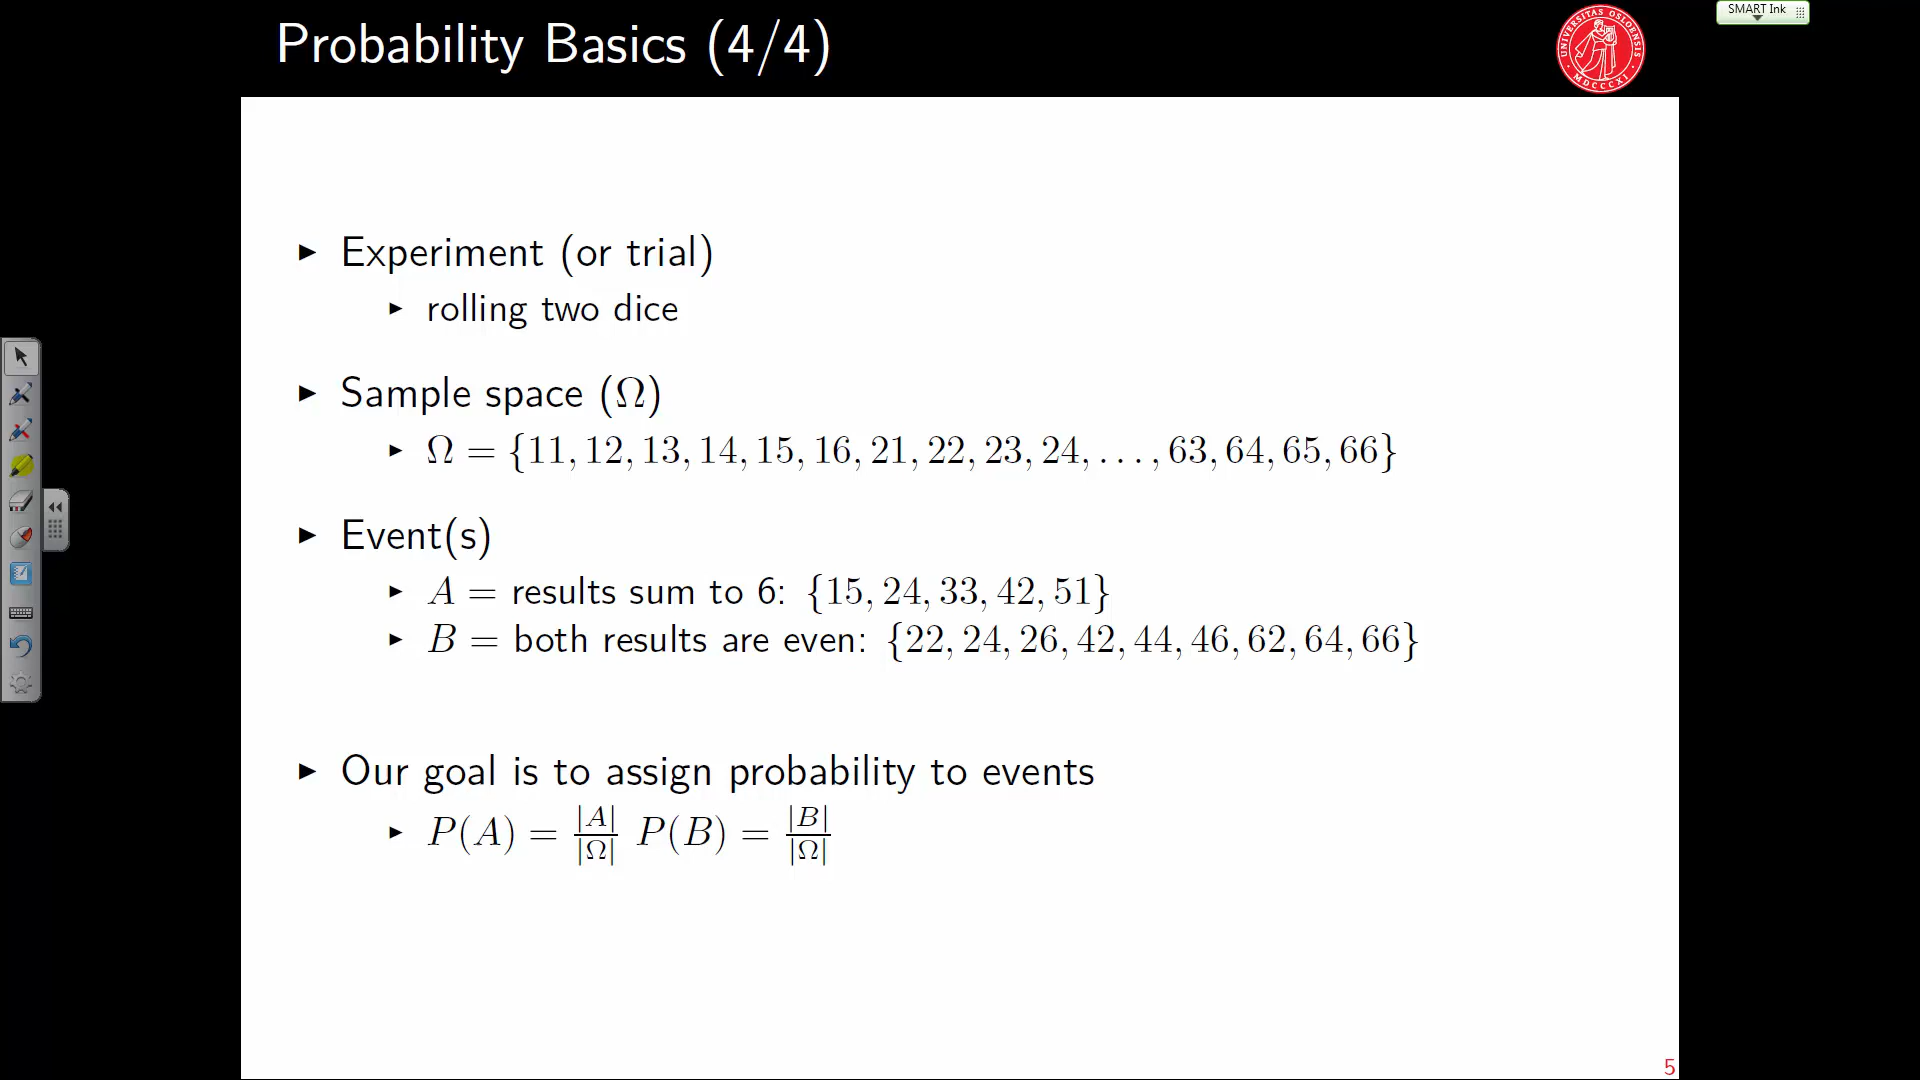 Probability Basics (4/4)
UNIVERSITAS OSLOENSIS
MDCCCXI
SMART Ink
▶ Experiment (or trial)
▶ rolling two dice
▶ Sample space (Ω)
▶ Ω = {11, 12, 13, 14, 15, 16, 21, 22, 23, 24, . . . , 63, 64, 65, 66}
▶ Event(s)
▶ A = results sum to 6: {15, 24, 33, 42, 51}
▶ B = both results are even: {22, 24, 26, 42, 44, 46, 62, 64, 66}
▶ Our goal is to assign probability to events
▶ P(A) = |A|/|Ω| P(B) = |B|/|Ω|
5